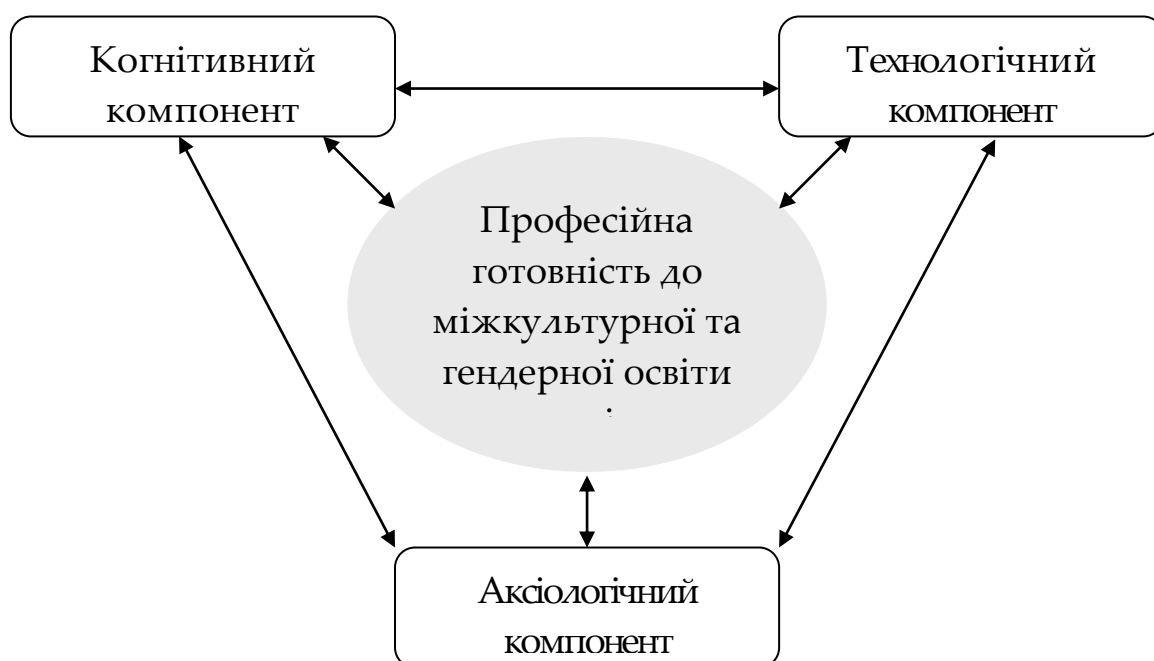 Когнітивний
компонент
Технологічний
компонент
Професійна
готовність до
міжкультурної та
гендерної освіти
Аксіологічний
компонент